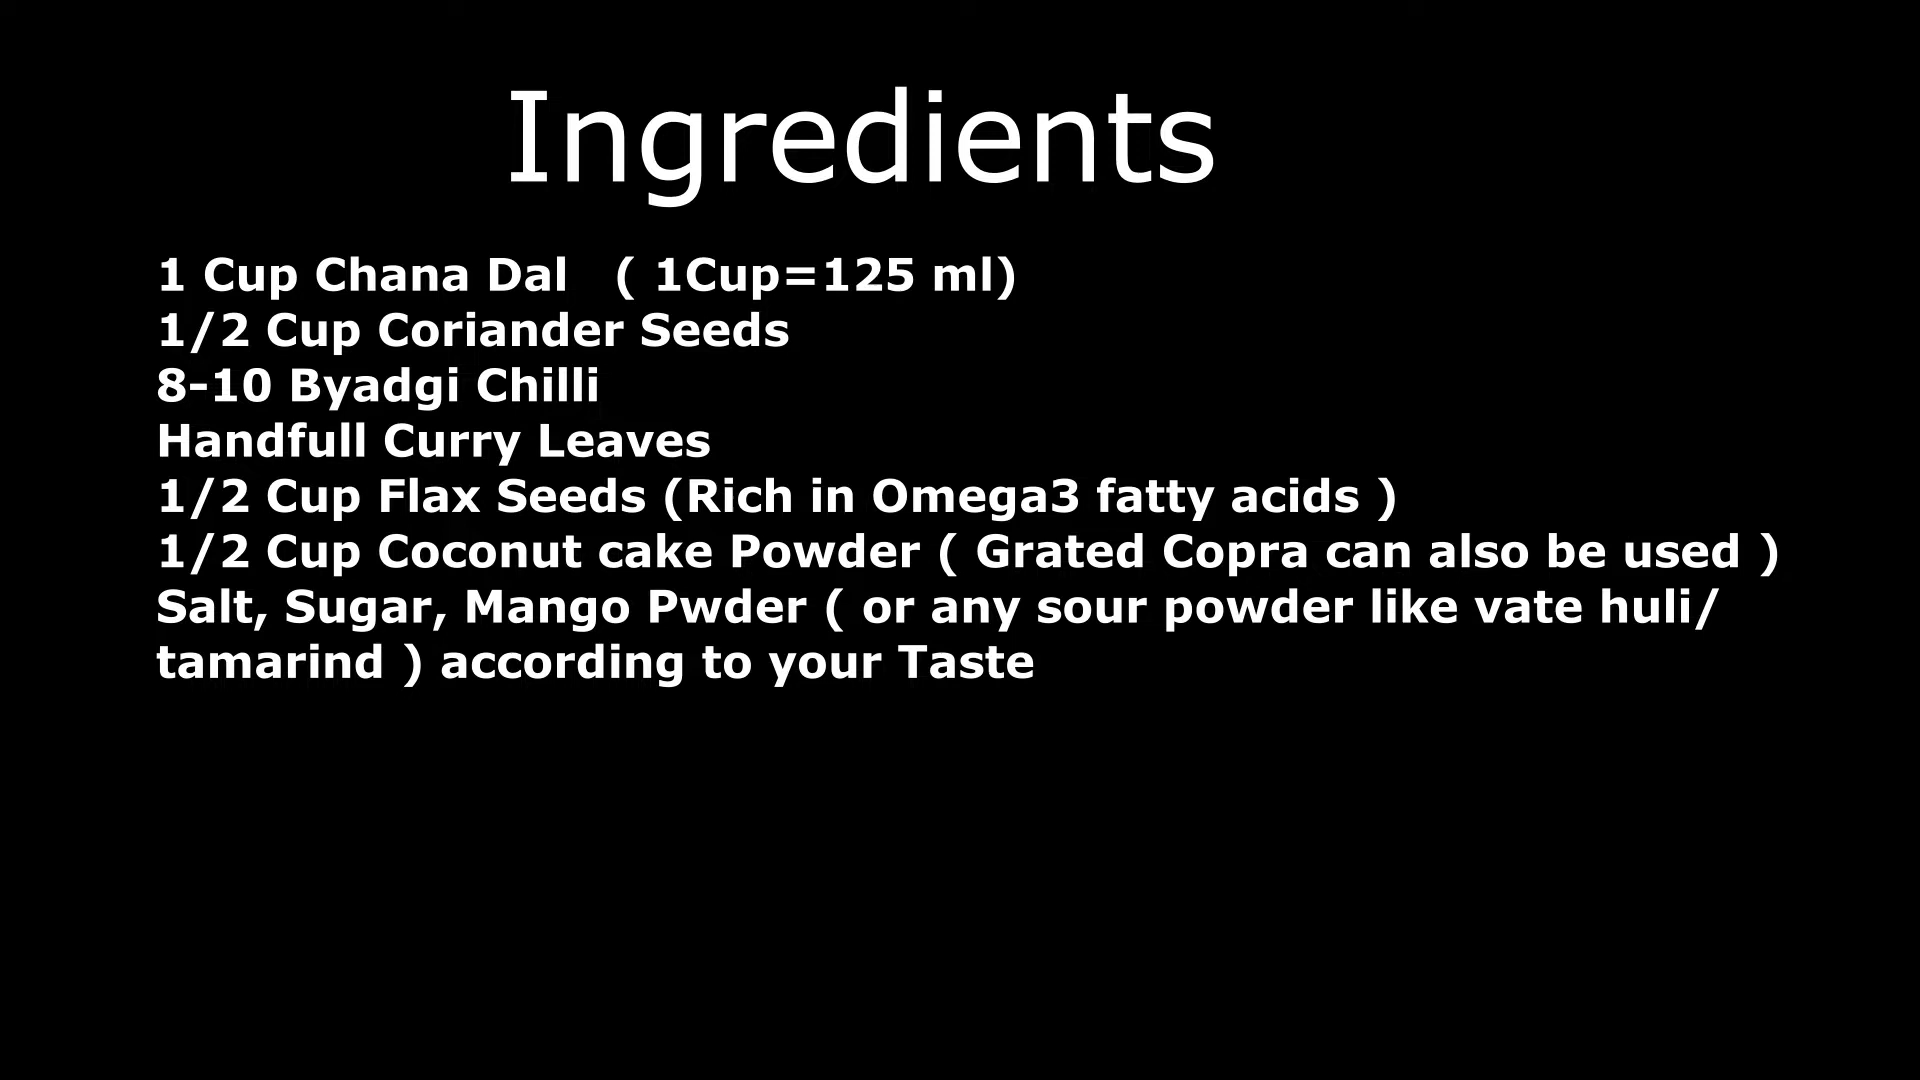 Ingredients
1 Cup Chana Dal   ( 1Cup=125 ml)
1/2 Cup Coriander Seeds
8-10 Byadgi Chilli
Handfull Curry Leaves
1/2 Cup Flax Seeds (Rich in Omega3 fatty acids )
1/2 Cup Coconut cake Powder ( Grated Copra can also be used )
Salt, Sugar, Mango Pwder ( or any sour powder like vate huli/
tamarind ) according to your Taste